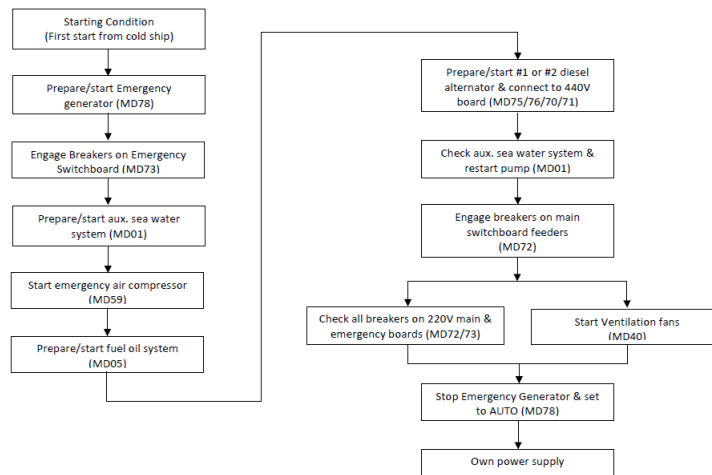 Starting Condition
(First start from cold ship)
Prepare/start Emergency
generator (MD78)
Engage Breakers on Emergency
Switchboard (MD73)
Prepare/start aux. sea water
system (MD01)
Start emergency air compressor
(MD59)
Prepare/start fuel oil system
(MD05)
Prepare/start #1 or #2 diesel
alternator & connect to 440V
board (MD75/76/70/71)
Check aux. sea water system &
restart pump (MD01)
Engage breakers on main
switchboard feeders
(MD72)
Check all breakers on 220V main &
emergency boards (MD72/73)
Start Ventilation fans
(MD40)
Stop Emergency Generator & set
to AUTO (MD78)
Own power supply